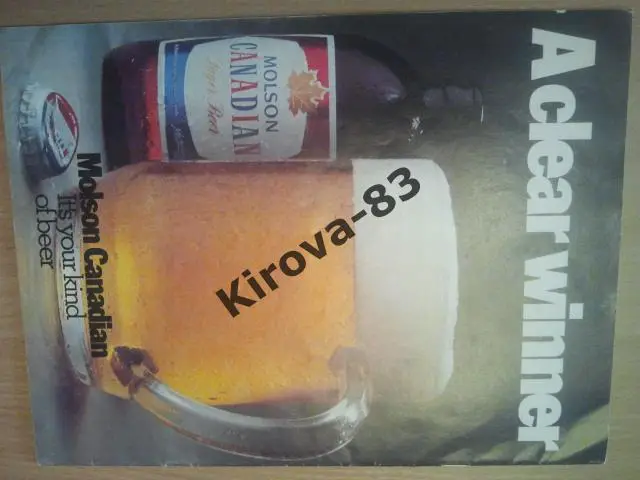 A clear winner
MOLSON
CANADIAN
Lager Beer
Kirova-83
Molson Canadian
It's your kind
of beer